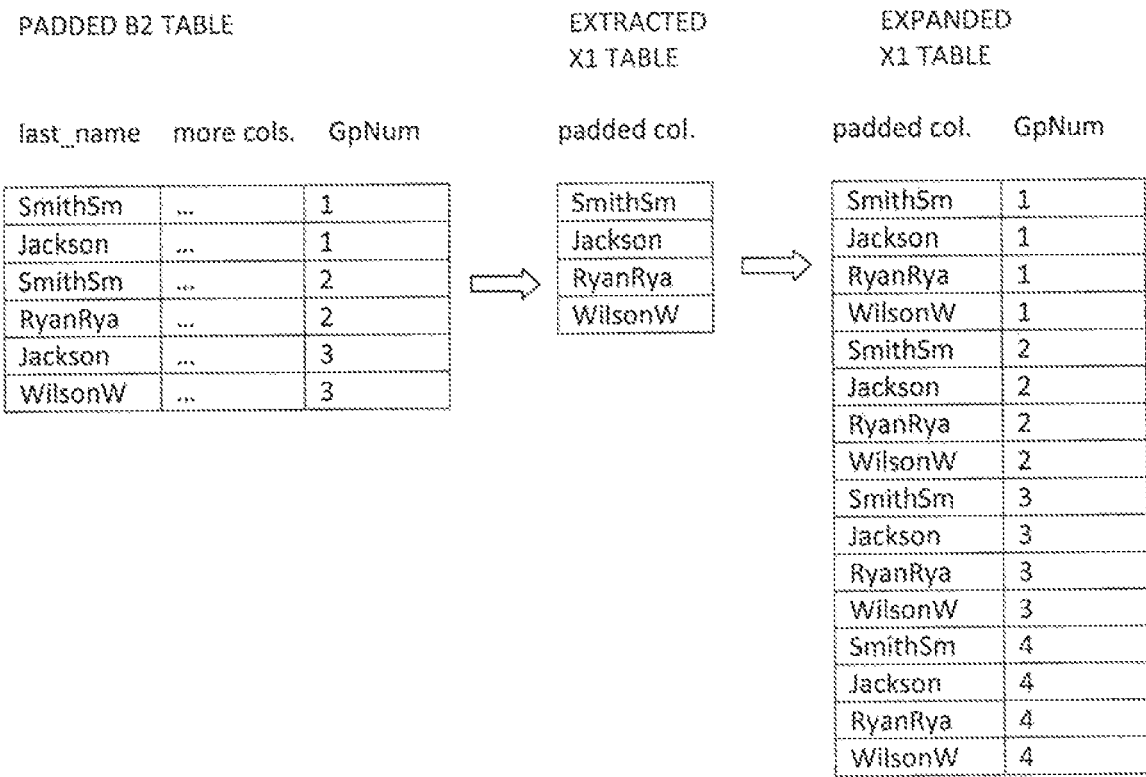 PADDED B2 TABLE
EXTRACTED
X1 TABLE
EXPANDED
X1 TABLE
last_name more cols. GpNum
SmithSm ... 1
Jackson ... 1
SmithSm ... 2
RyanRya ... 2
Jackson ... 3
WilsonW ... 3
padded col.
SmithSm
Jackson
RyanRya
WilsonW
padded col. GpNum
SmithSm 1
Jackson 1
RyanRya 1
WilsonW 1
SmithSm 2
Jackson 2
RyanRya 2
WilsonW 2
SmithSm 3
Jackson 3
RyanRya 3
WilsonW 3
SmithSm 4
Jackson 4
RyanRya 4
WilsonW 4